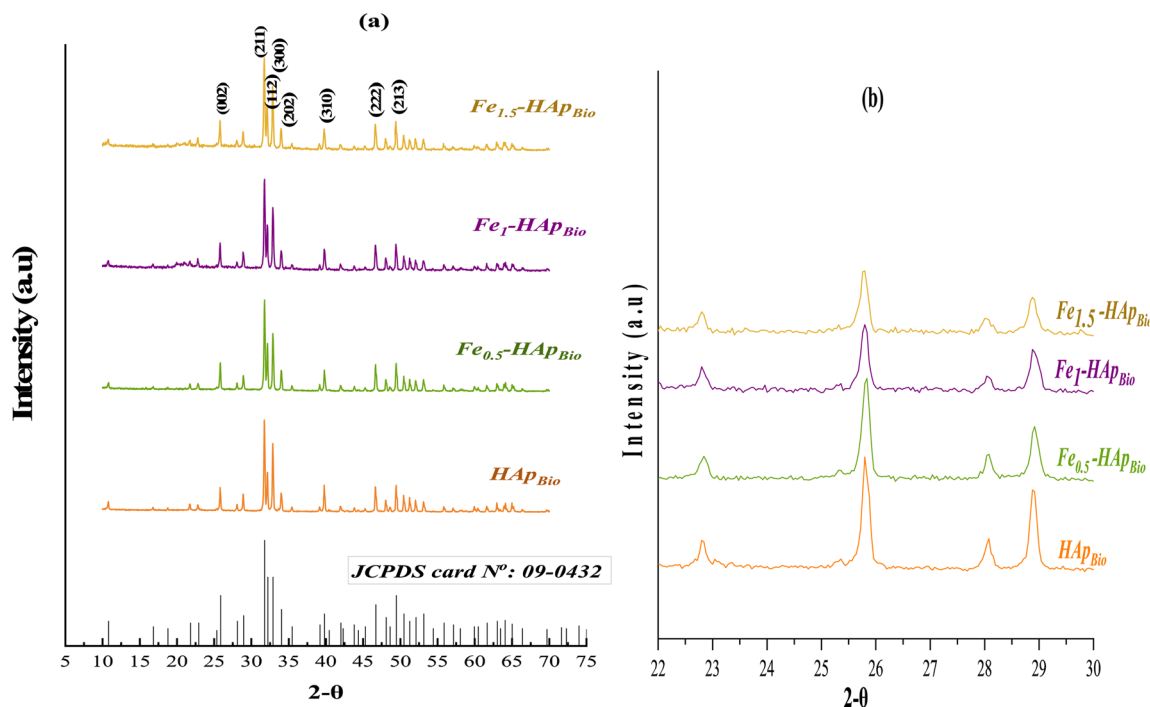 (a)
(211)
(300)
(002)
(112)
(202)
(310)
(222)
(213)
Fe1.5-HApBio
Fe1-HApBio
Fe0.5-HApBio
HApBio
JCPDS card Nº: 09-0432
Intensity (a.u)
5 10 15 20 25 30 35 40 45 50 55 60 65 70 75
2-θ
(b)
Fe1.5-HApBio
Fe1-HApBio
Fe0.5-HApBio
HApBio
Intensity (a.u)
22 23 24 25 26 27 28 29 30
2-θ